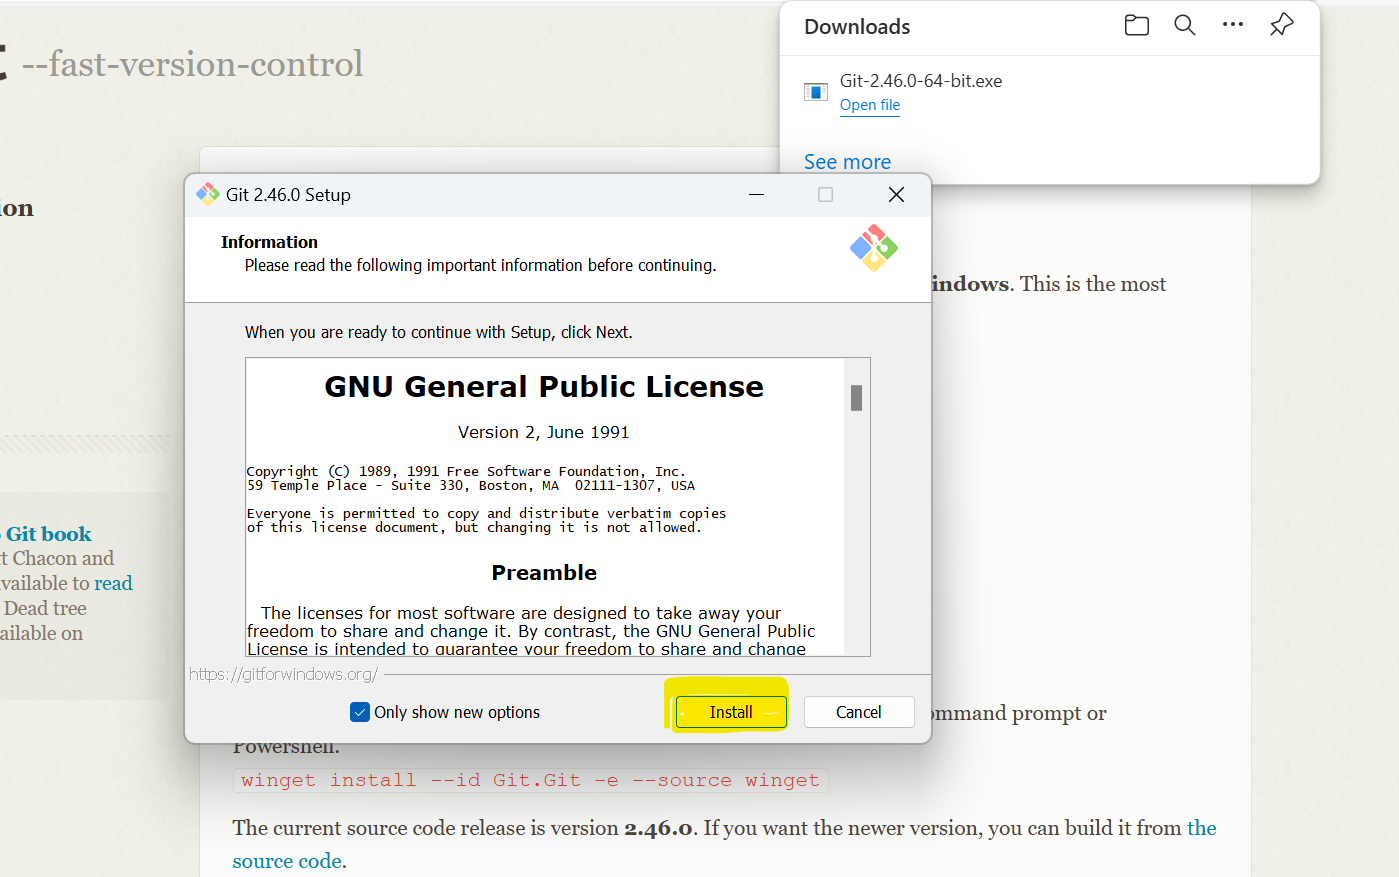 --fast-version-control
Downloads
Git-2.46.0-64-bit.exe
Open file
See more
Git 2.46.0 Setup
Information
Please read the following important information before continuing.
When you are ready to continue with Setup, click Next.
GNU General Public License
Version 2, June 1991
Copyright (C) 1989, 1991 Free Software Foundation, Inc.
59 Temple Place - Suite 330, Boston, MA  02111-1307, USA
Everyone is permitted to copy and distribute verbatim copies
of this license document, but changing it is not allowed.
Preamble
The licenses for most software are designed to take away your
freedom to share and change it. By contrast, the GNU General Public
License is intended to guarantee your freedom to share and change
https://gitforwindows.org/
Only show new options
Install
Cancel
ion
indows. This is the most
Git book
t Chacon and
vailable to read
Dead tree
ailable on
ommand prompt or
Powershell.
winget install --id Git.Git -e --source winget
The current source code release is version 2.46.0. If you want the newer version, you can build it from the
source code.